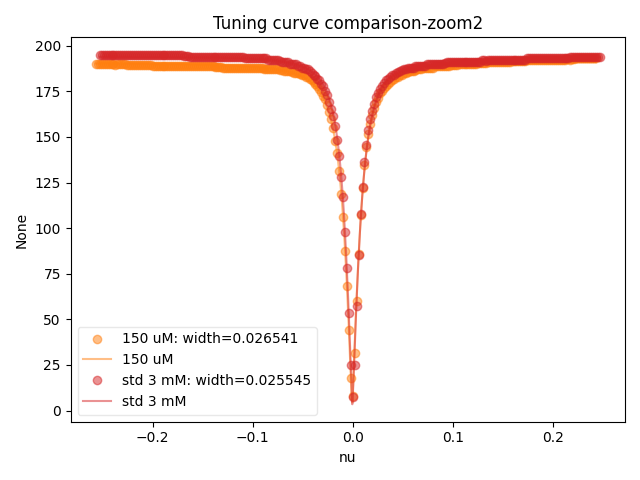 Tuning curve comparison-zoom2
200
175
150
125
100
75
50
25
0
None
150 uM: width=0.026541
150 uM
std 3 mM: width=0.025545
std 3 mM
−0.2
−0.1
0.0
0.1
0.2
nu